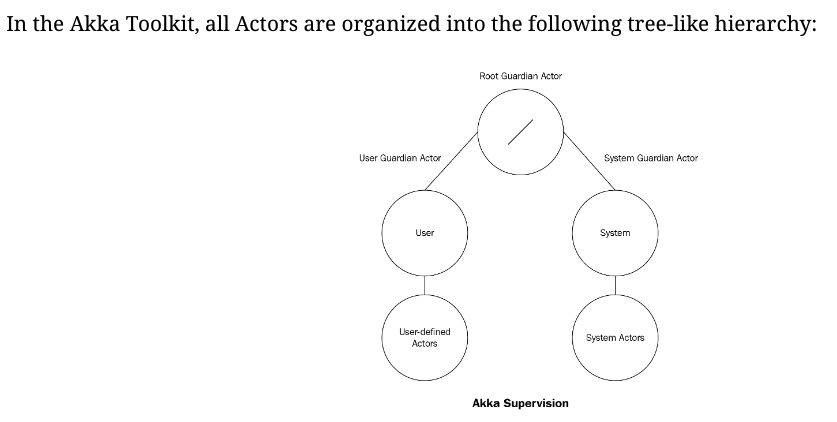 In the Akka Toolkit, all Actors are organized into the following tree-like hierarchy:
Root Guardian Actor
/
User Guardian Actor
System Guardian Actor
User
System
User-defined
Actors
System Actors
Akka Supervision